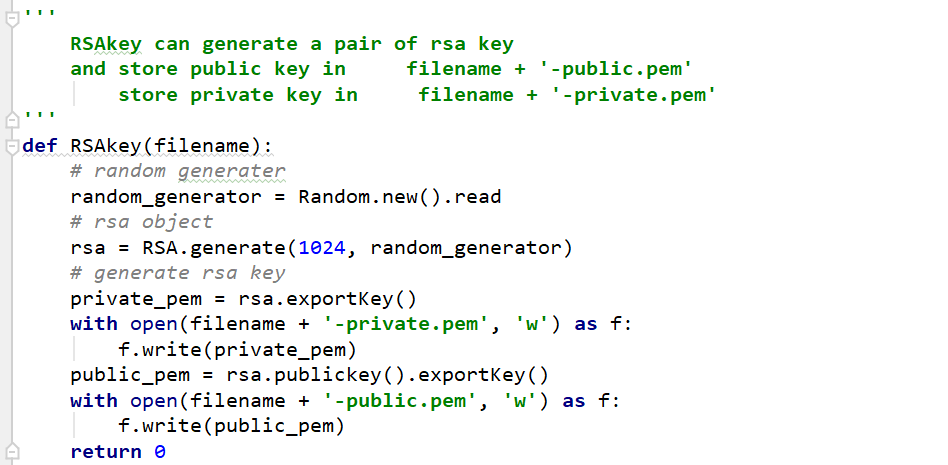 '''
    RSAkey can generate a pair of rsa key
    and store public key in     filename + '-public.pem'
        store private key in     filename + '-private.pem'
'''
def RSAkey(filename):
    # random generater
    random_generator = Random.new().read
    # rsa object
    rsa = RSA.generate(1024, random_generator)
    # generate rsa key
    private_pem = rsa.exportKey()
    with open(filename + '-private.pem', 'w') as f:
        f.write(private_pem)
    public_pem = rsa.publickey().exportKey()
    with open(filename + '-public.pem', 'w') as f:
        f.write(public_pem)
    return 0